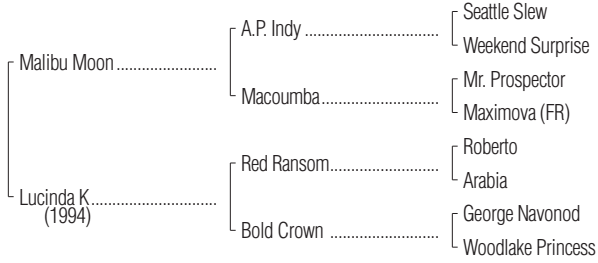 Seattle Slew
A.P. Indy ..........................
Weekend Surprise
Malibu Moon ........................
Mr. Prospector
Macoumba............................
Maximova (FR)
Roberto
Red Ransom..........................
Arabia
Lucinda K..............................
(1994)
George Navonod
Bold Crown ..........................
Woodlake Princess